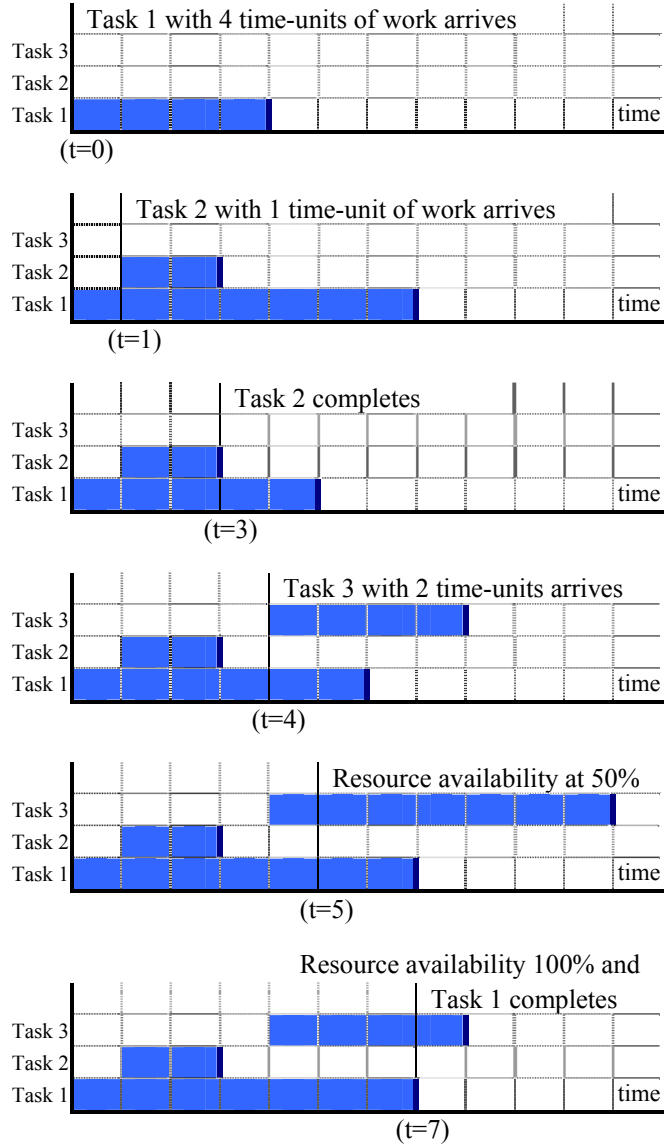 Task 1 with 4 time-units of work arrives
Task 3
Task 2
Task 1
time
(t=0)
Task 2 with 1 time-unit of work arrives
Task 3
Task 2
Task 1
time
(t=1)
Task 2 completes
Task 3
Task 2
Task 1
time
(t=3)
Task 3 with 2 time-units arrives
Task 3
Task 2
Task 1
time
(t=4)
Resource availability at 50%
Task 3
Task 2
Task 1
time
(t=5)
Resource availability 100% and
Task 1 completes
Task 3
Task 2
Task 1
time
(t=7)